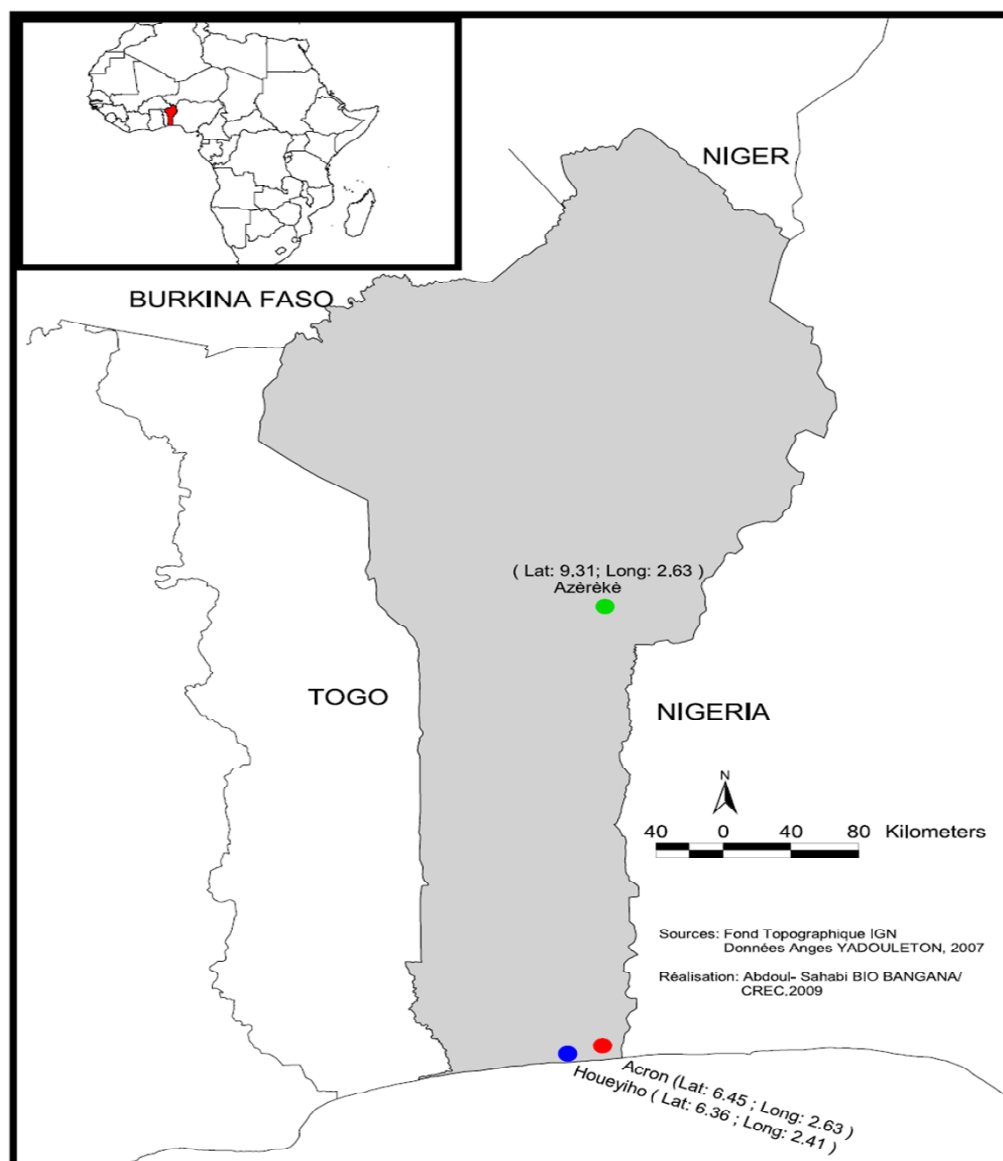 NIGER
BURKINA FASO
( Lat: 9.31; Long: 2.63 )
Azèrèkè
TOGO
NIGERIA
N
40 0 40 80 Kilometers
Sources: Fond Topographique IGN
Données Anges YADOULETON, 2007
Réalisation: Abdoul- Sahabi BIO BANGANA/
CREC,2009
Acron (Lat: 6.45 ; Long: 2.63 )
Houeyiho ( Lat: 6.36 ; Long: 2.41 )